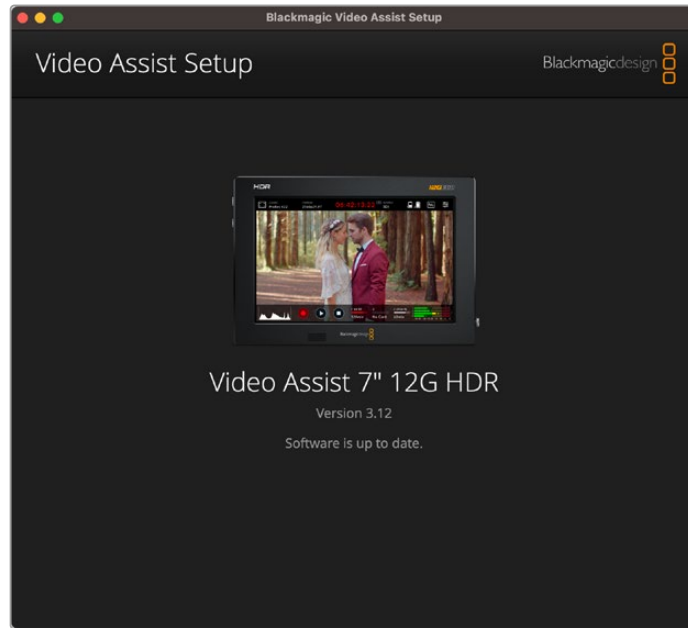 Blackmagic Video Assist Setup
Video Assist Setup
Blackmagicdesign
HDR
Video Assist 7" 12G HDR
Version 3.12
Software is up to date.